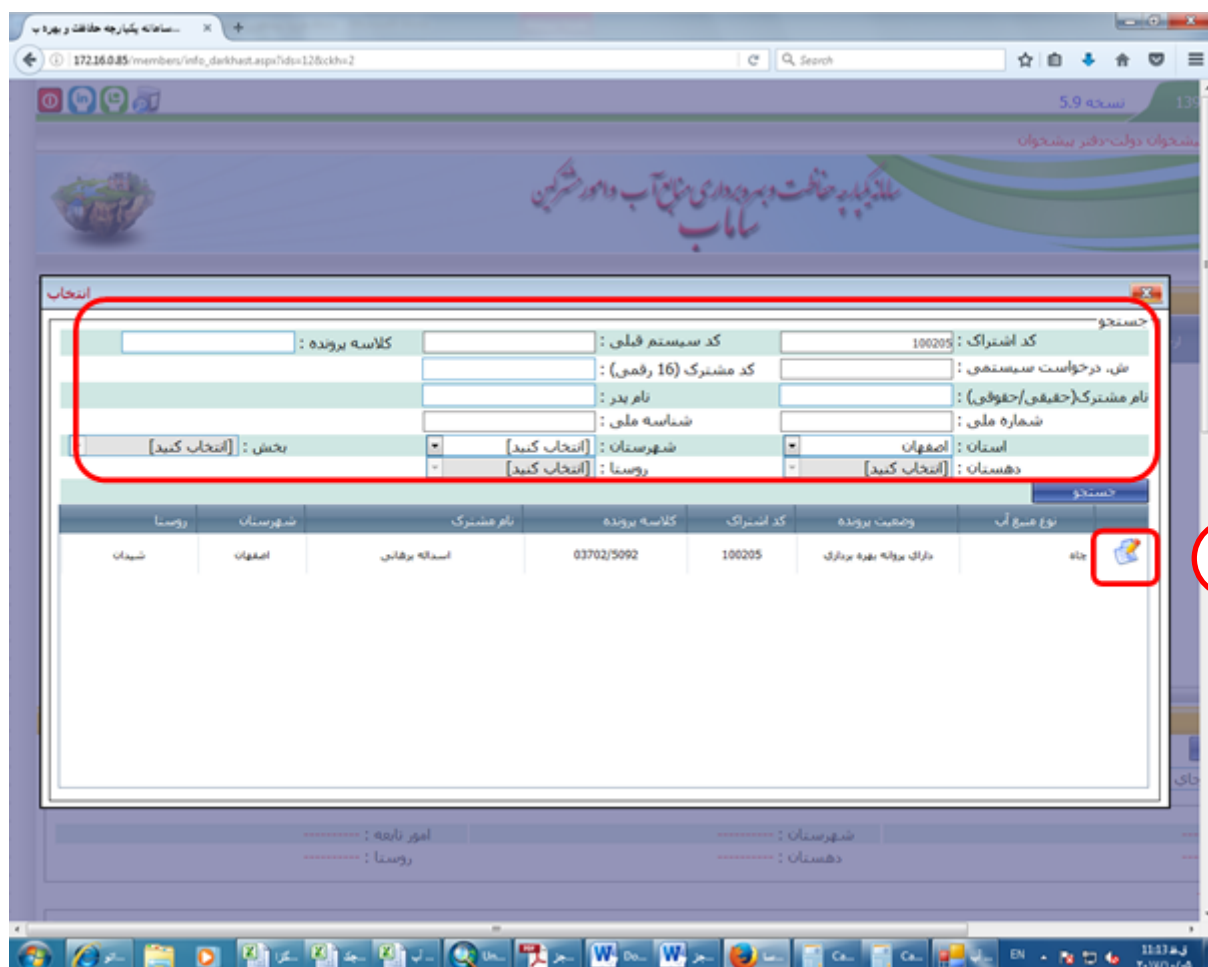 سامانه یکپارچه حفاظت و بهره ب...
172.16.0.85/members/info_darkhast.aspx?ids=12&ckh=2
Search
نسخه 5.9
139
پیشخوان دولت-دفتر پیشخوان
سامانه یکپارچه حفاظت و بهره‌برداری منابع آب و امور مشترکین
ساماب
انتخاب
جستجو
کد اشتراک : 100205 کد سیستم قبلی : کلاسه پرونده :
ش. درخواست سیستمی : کد مشترک (16 رقمی) :
نام مشترک(حقیقی/حقوقی) : نام پدر :
شماره ملی : شناسه ملی :
استان : اصفهان شهرستان : [انتخاب کنید] بخش : [انتخاب کنید]
دهستان : [انتخاب کنید] روستا : [انتخاب کنید]
جستجو
نوع منبع آب وضعیت پرونده کد اشتراک کلاسه پرونده نام مشترک شهرستان روستا
چاه دارای پروانه بهره برداری 100205 03702/5092 اسداله برهانی اصفهان شیدان
جای
شهرستان : ---------- امور تابعه : ----------
دهستان : ---------- روستا : ----------
EN
11:13 ق.ظ